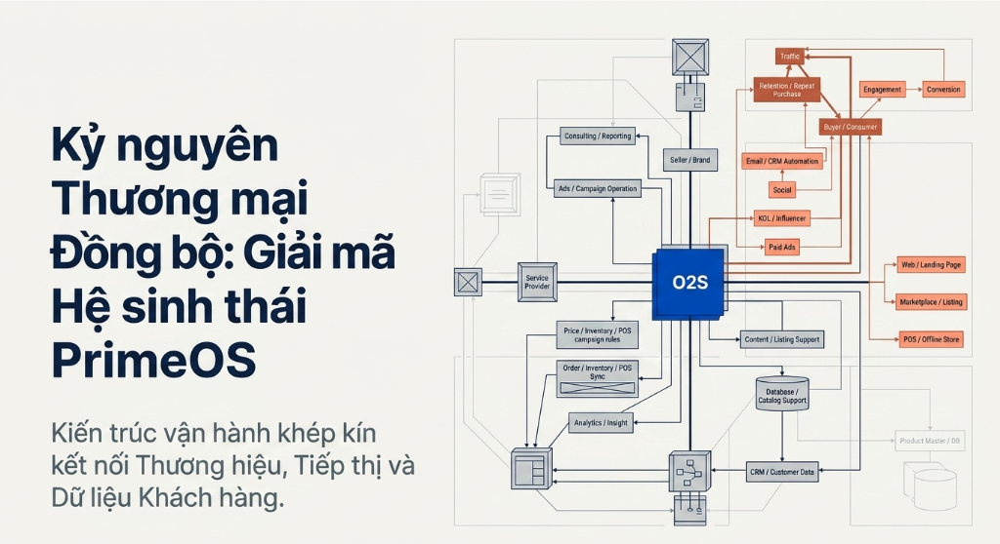 Kỷ nguyên
Thương mại
Đồng bộ: Giải mã
Hệ sinh thái
PrimeOS
Kiến trúc vận hành khép kín
kết nối Thương hiệu, Tiếp thị và
Dữ liệu Khách hàng.
Traffic
Retention / Repeat
Purchase
Engagement
Conversion
Buyer / Consumer
Consulting / Reporting
Seller / Brand
Email / CRM Automation
Ads / Campaign Operation
Social
KOL / Influencer
Paid Ads
Service
Provider
O2S
Web / Landing Page
Marketplace / Listing
Price / Inventory / POS
campaign rules
Content / Listing Support
POS / Offline Store
Order / Inventory / POS
Sync
Database /
Catalog Support
Analytics / Insight
Product Master / DB
CRM / Customer Data